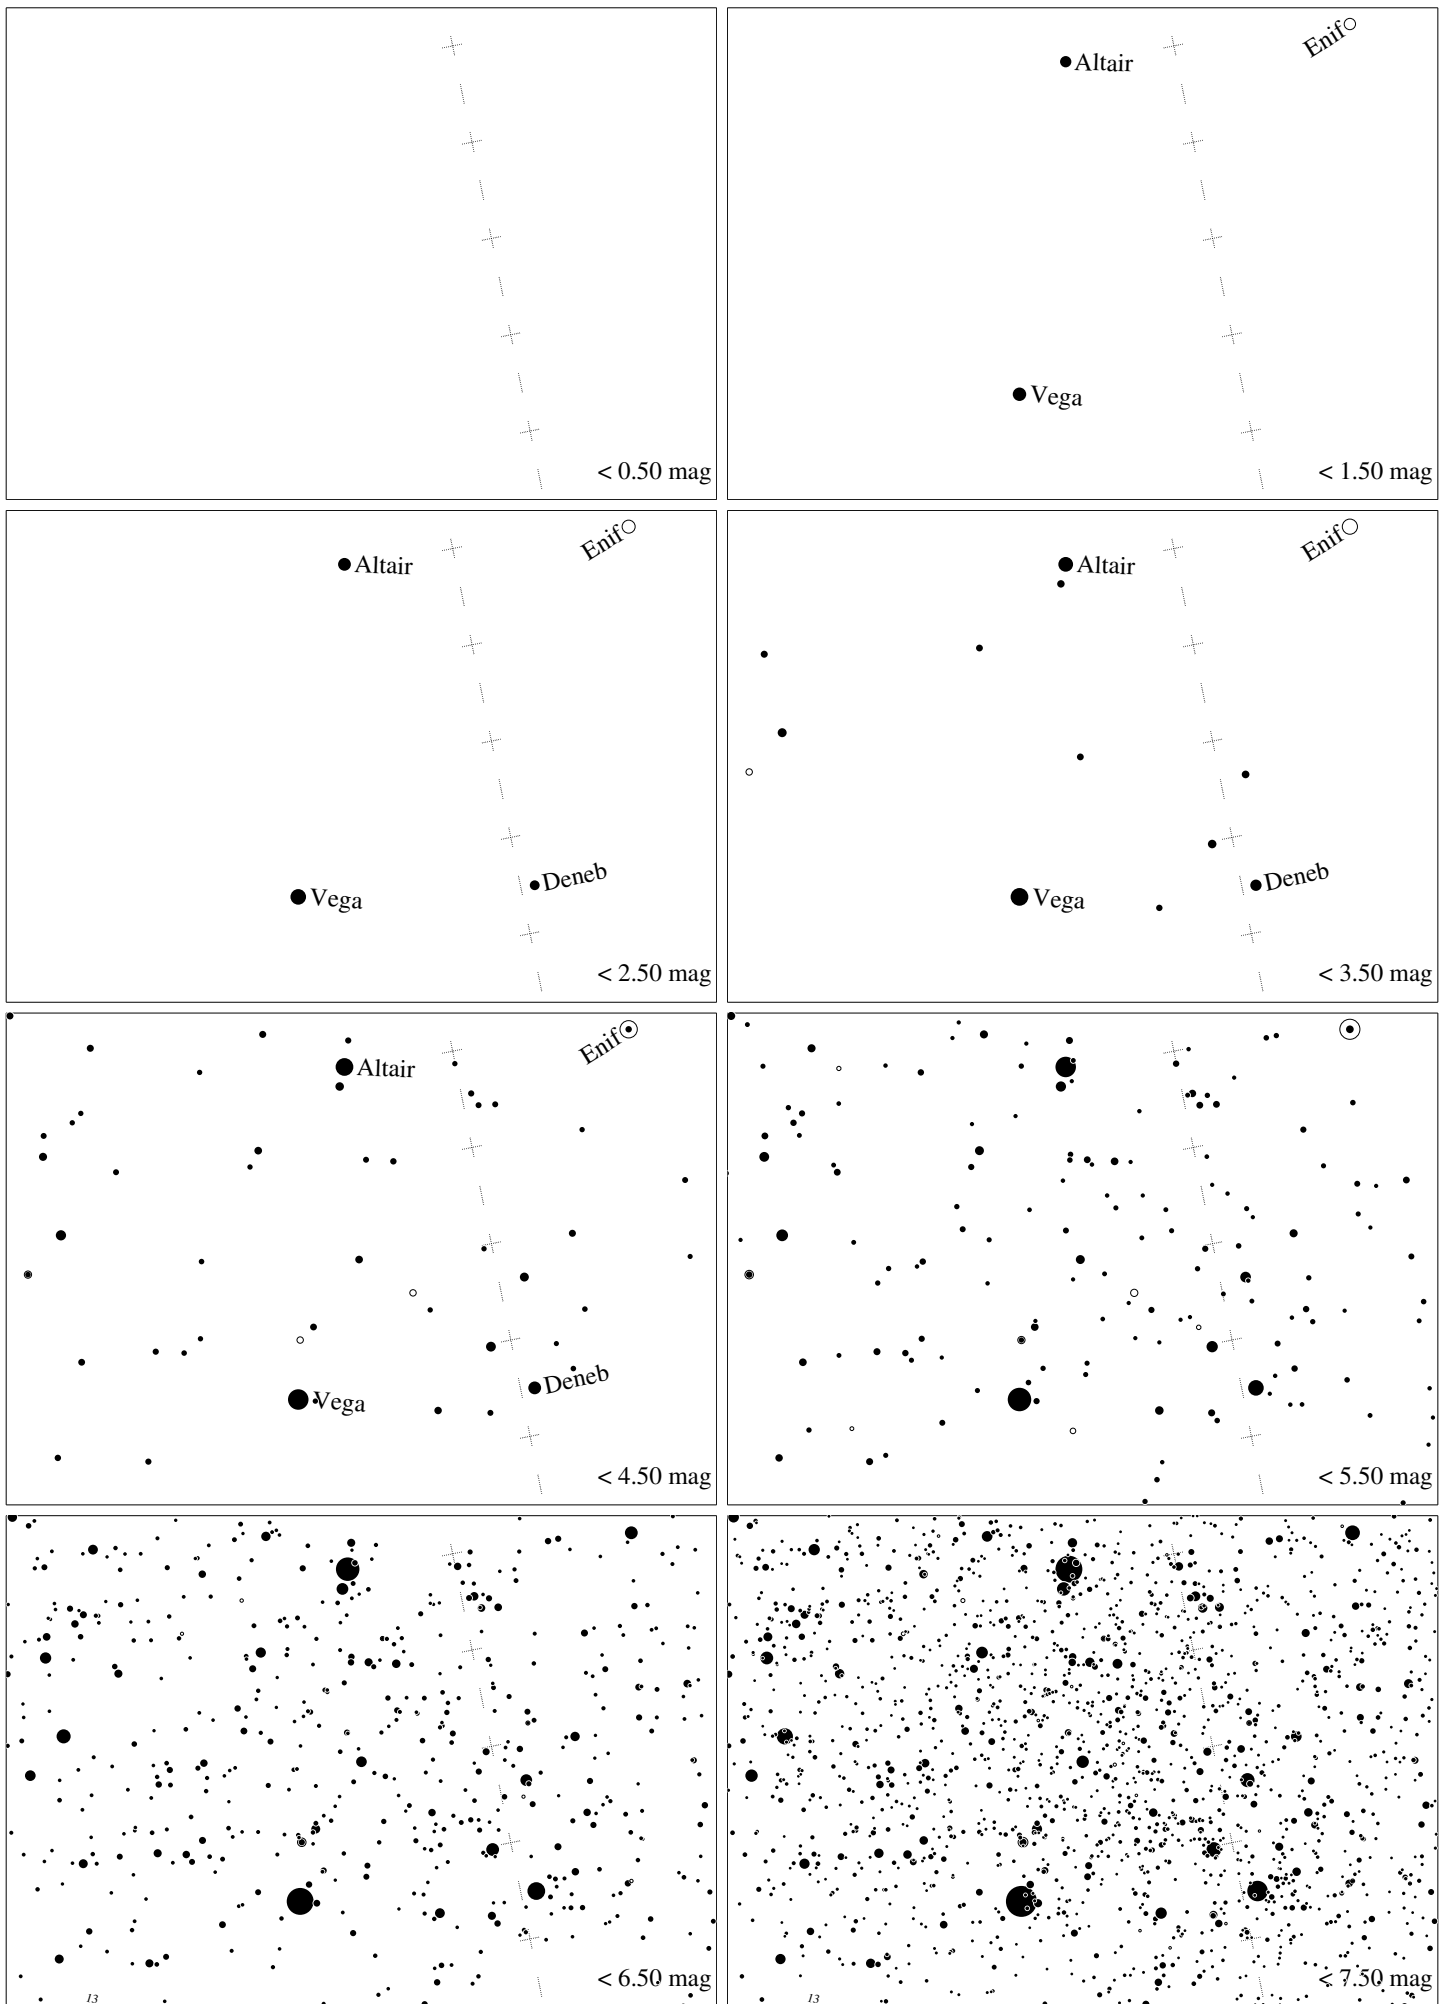 < 0.50 mag
Enif
Altair
Vega
< 1.50 mag
Enif
Altair
Vega
Deneb
< 2.50 mag
Enif
Altair
Vega
Deneb
< 3.50 mag
Enif
Altair
Vega
Deneb
< 4.50 mag
< 5.50 mag
< 6.50 mag
13
< 7.50 mag
13